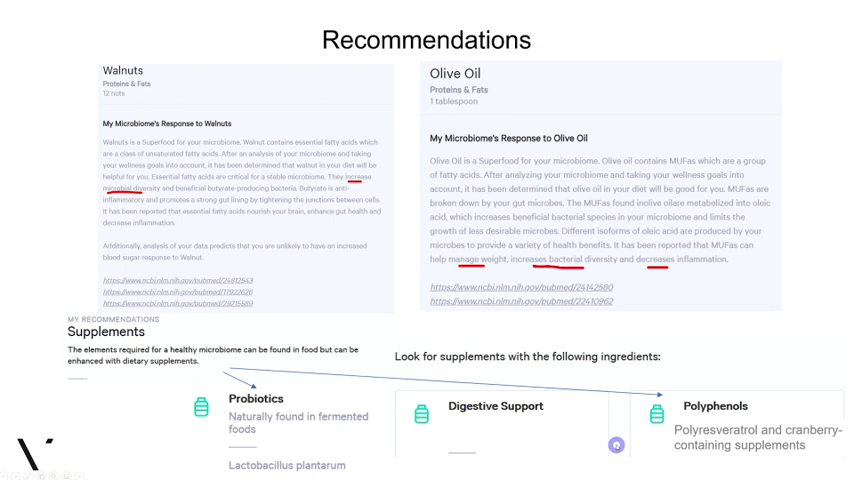 Recommendations
Walnuts
Proteins & Fats
12 nuts
My Microbiome's Response to Walnuts
Walnuts is a Superfood for your microbiome. Walnut contains essential fatty acids which
are a class of unsaturated fatty acids. After an analysis of your microbiome and taking
your wellness goals into account, it has been determined that walnut in your diet will be
helpful for you. Essential fatty acids are critical for a stable microbiome. They increase
microbial diversity and beneficial butyrate-producing bacteria. Butyrate is anti-
inflammatory and promotes a strong gut lining by tightening the junctions between cells.
It has been reported that essential fatty acids nourish your brain, enhance gut health and
decrease inflammation.
Additionally, analysis of your data predicts that you are unlikely to have an increased
blood sugar response to Walnut.
https://www.ncbi.nlm.nih.gov/pubmed/24812543
https://www.ncbi.nlm.nih.gov/pubmed/17922626
https://www.ncbi.nlm.nih.gov/pubmed/29215589
Olive Oil
Proteins & Fats
1 tablespoon
My Microbiome's Response to Olive Oil
Olive Oil is a Superfood for your microbiome. Olive oil contains MUFas which are a group
of fatty acids. After analyzing your microbiome and taking your wellness goals into
account, it has been determined that olive oil in your diet will be good for you. MUFas are
broken down by your gut microbes. The MUFas found inolive oilare metabolized into oleic
acid, which increases beneficial bacterial species in your microbiome and limits the
growth of less desirable microbes. Different isoforms of oleic acid are produced by your
microbes to provide a variety of health benefits. It has been reported that MUFas can
help manage weight, increases bacterial diversity and decreases inflammation.
https://www.ncbi.nlm.nih.gov/pubmed/24142580
https://www.ncbi.nlm.nih.gov/pubmed/22410962
MY RECOMMENDATIONS
Supplements
The elements required for a healthy microbiome can be found in food but can be
enhanced with dietary supplements.
Look for supplements with the following ingredients:
Probiotics
Naturally found in fermented
foods
Lactobacillus plantarum
Digestive Support
Polyphenols
Polyresveratrol and cranberry-
containing supplements